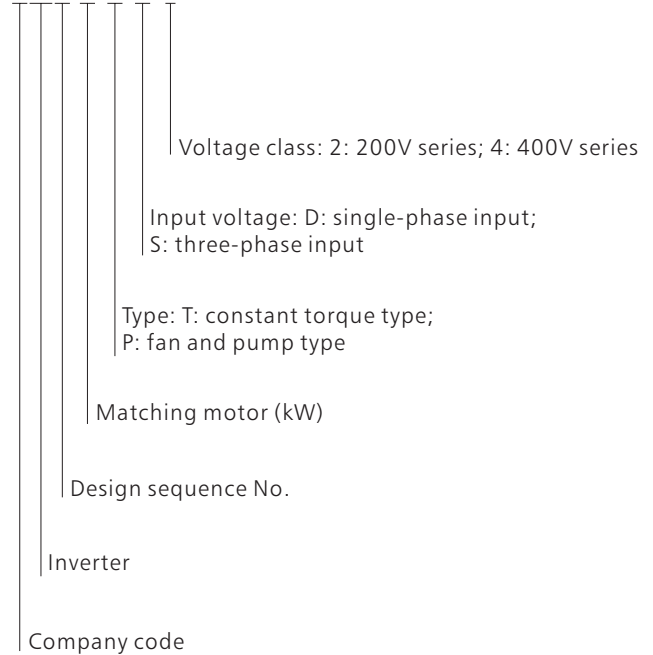 Voltage class: 2: 200V series; 4: 400V series
Input voltage: D: single-phase input;
S: three-phase input
Type: T: constant torque type;
P: fan and pump type
Matching motor (kW)
Design sequence No.
Inverter
Company code